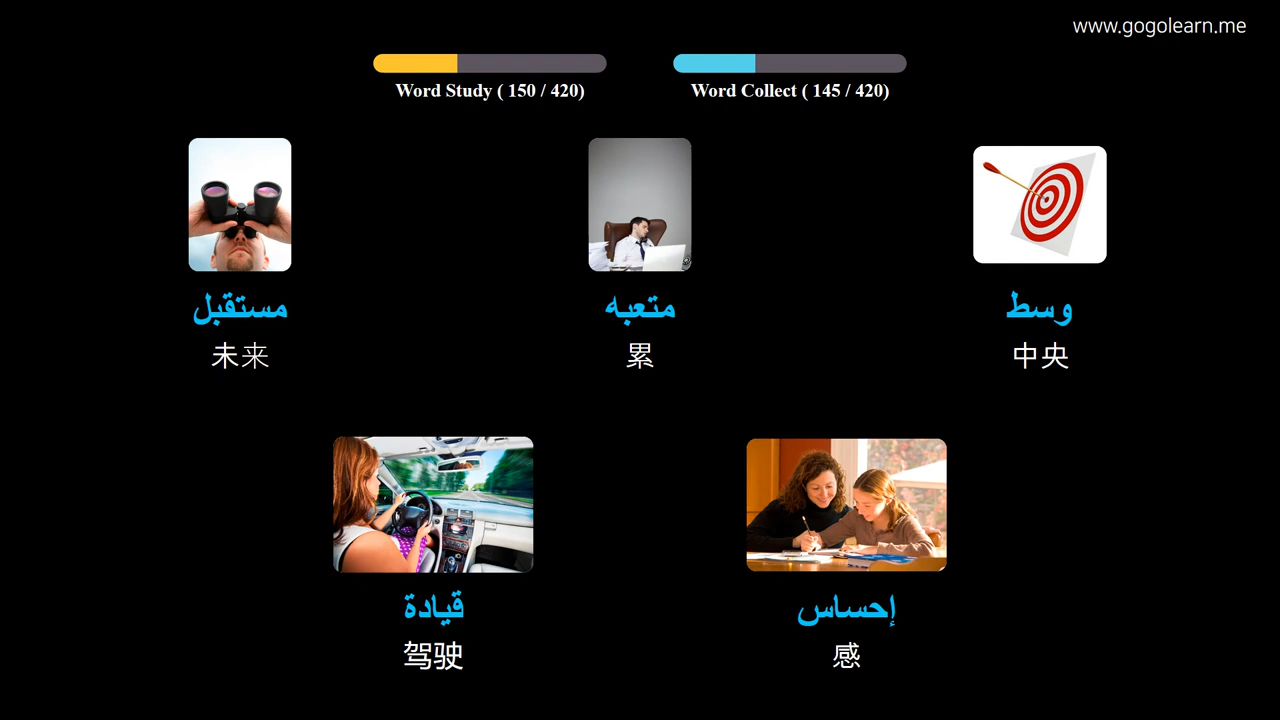 www.gogolearn.me
Word Study ( 150 / 420)
Word Collect ( 145 / 420)
مستقبل
متعبه
وسط
未来
累
中央
قيادة
إحساس
驾驶
感